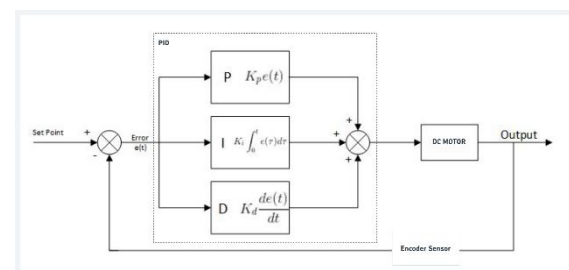 PID
P K_p e(t)
Set Point + - Error e(t)
I K_i ∫_0^t e(τ)dτ
+ + +
DC MOTOR
Output
D K_d de(t)/dt
Encoder Sensor